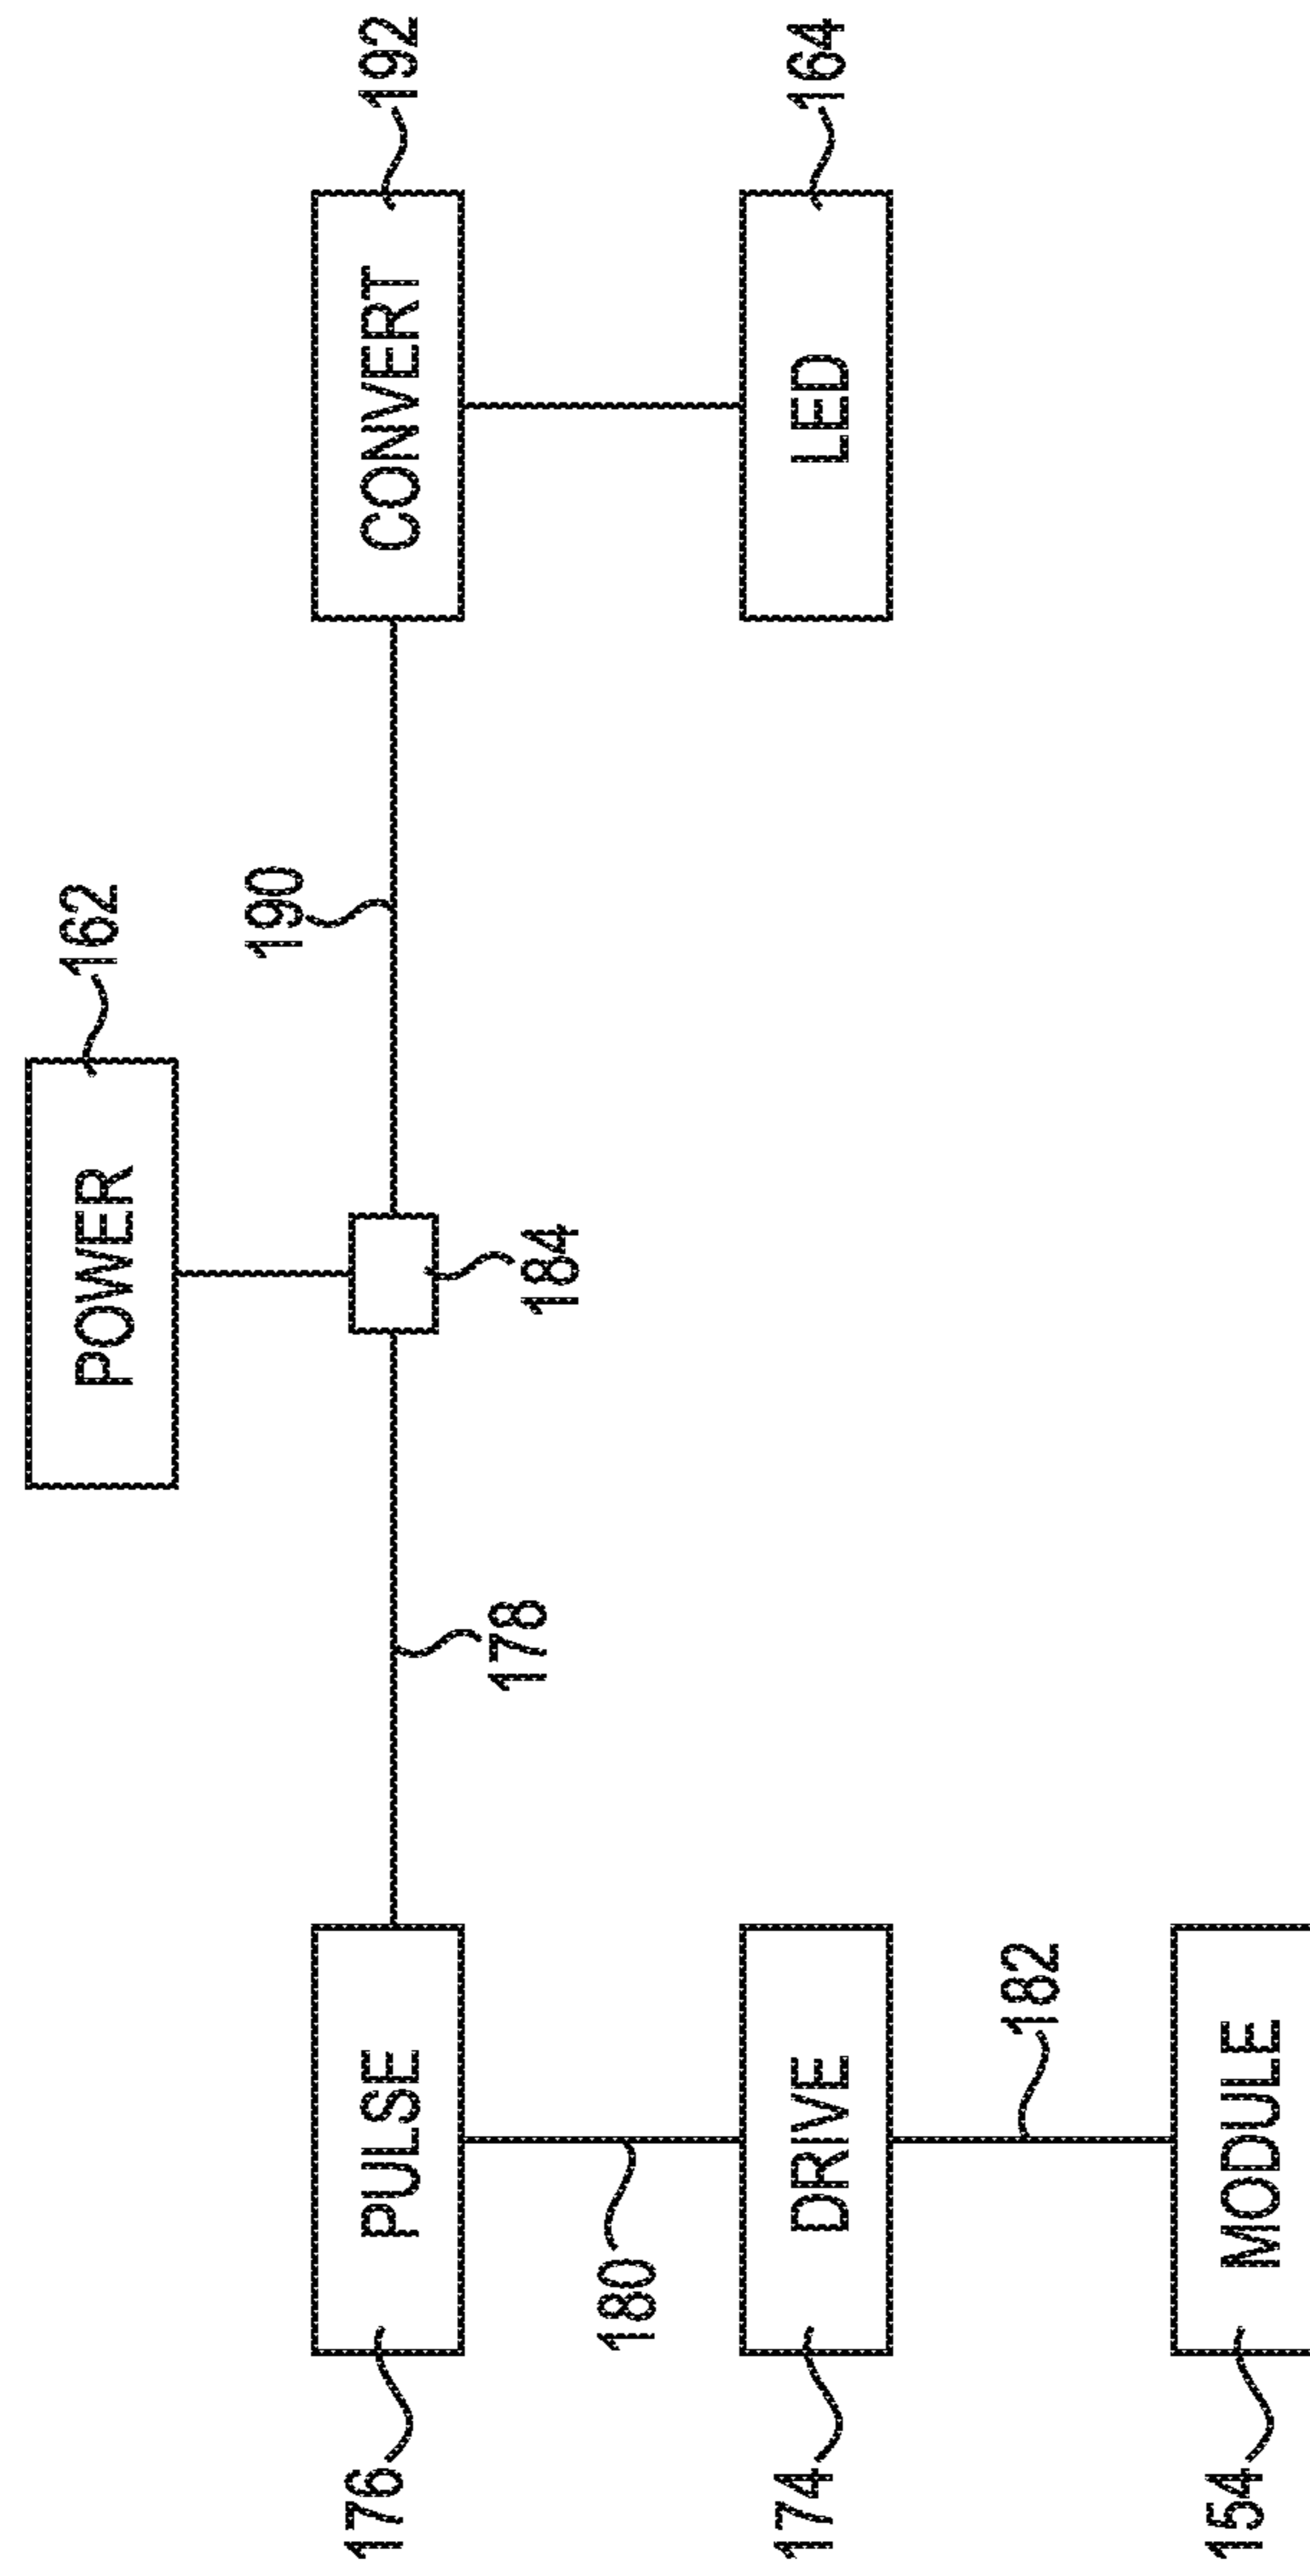 POWER
162
190
176
PULSE
CONVERT
192
178
184
180
174
DRIVE
LED
164
182
154
MODULE